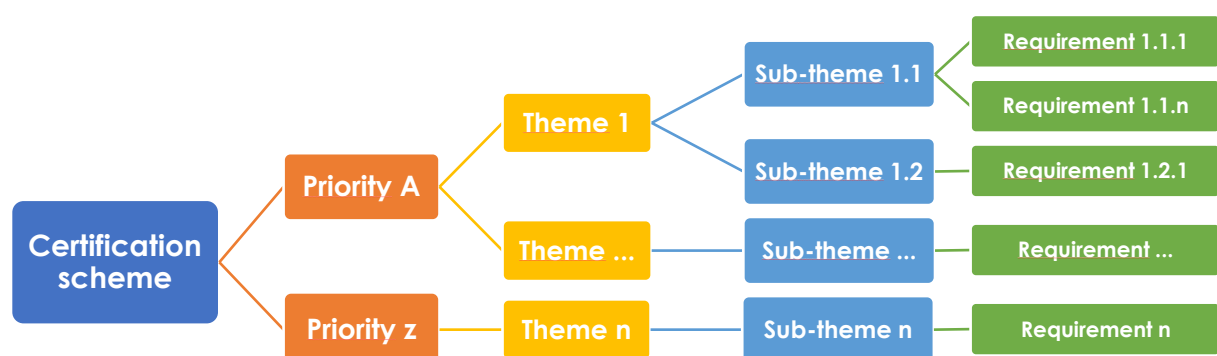 Requirement 1.1.1
Sub-theme 1.1
Requirement 1.1.n
Theme 1
Sub-theme 1.2
Requirement 1.2.1
Priority A
Certification
scheme
Theme ...
Sub-theme ...
Requirement ...
Priority z
Theme n
Sub-theme n
Requirement n